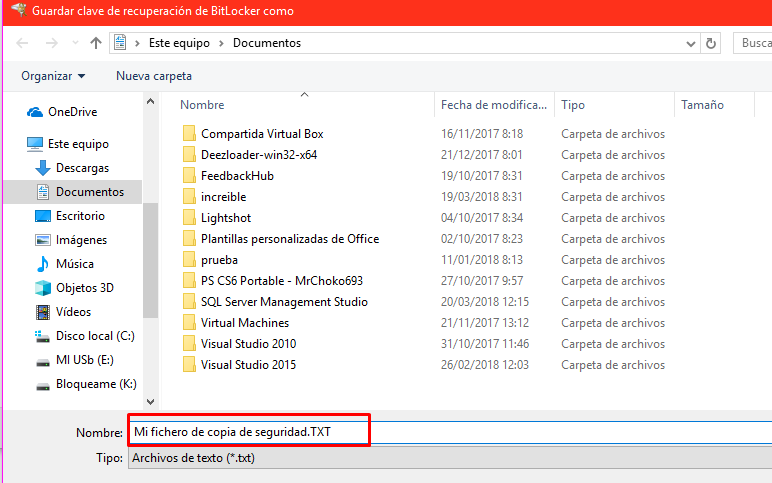 Guardar clave de recuperación de BitLocker como
Este equipo > Documentos
Busca
Organizar Nueva carpeta
Nombre Fecha de modifica... Tipo Tamaño
OneDrive
Este equipo
Descargas
Documentos
Escritorio
Imágenes
Música
Objetos 3D
Vídeos
Disco local (C:)
MI USb (E:)
Bloqueame (K:)
Compartida Virtual Box 16/11/2017 8:18 Carpeta de archivos
Deezloader-win32-x64 21/12/2017 8:01 Carpeta de archivos
FeedbackHub 19/10/2017 8:31 Carpeta de archivos
increible 19/03/2018 8:31 Carpeta de archivos
Lightshot 04/10/2017 8:34 Carpeta de archivos
Plantillas personalizadas de Office 02/10/2017 8:23 Carpeta de archivos
prueba 11/01/2018 8:13 Carpeta de archivos
PS CS6 Portable - MrChoko693 27/10/2017 9:57 Carpeta de archivos
SQL Server Management Studio 20/03/2018 12:15 Carpeta de archivos
Virtual Machines 21/11/2017 13:12 Carpeta de archivos
Visual Studio 2010 31/10/2017 11:46 Carpeta de archivos
Visual Studio 2015 26/02/2018 12:03 Carpeta de archivos
Nombre: Mi fichero de copia de seguridad.TXT
Tipo: Archivos de texto (*.txt)